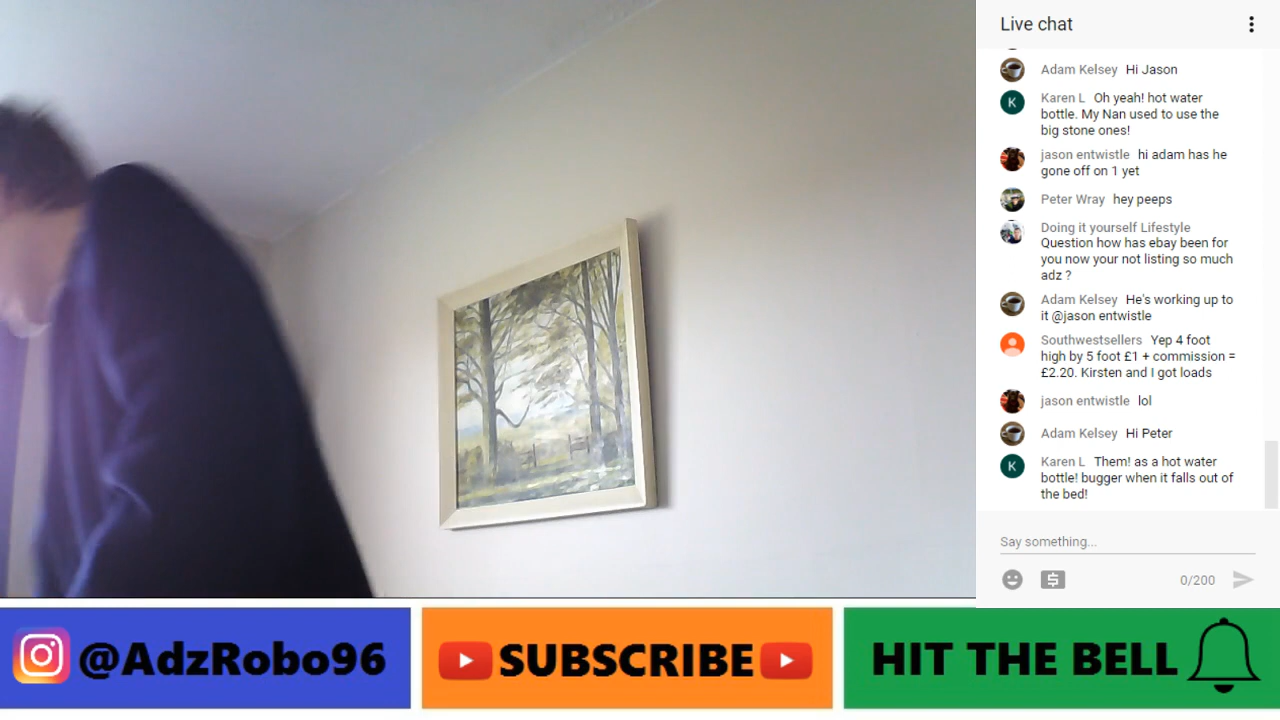 Live chat
Adam Kelsey Hi Jason
Karen L Oh yeah! hot water
bottle. My Nan used to use the
big stone ones!
jason entwistle hi adam has he
gone off on 1 yet
Peter Wray hey peeps
Doing it yourself Lifestyle
Question how has ebay been for
you now your not listing so much
adz ?
Adam Kelsey He's working up to
it @jason entwistle
Southwestsellers Yep 4 foot
high by 5 foot £1 + commission =
£2.20. Kirsten and I got loads
jason entwistle lol
Adam Kelsey Hi Peter
Karen L Them! as a hot water
bottle! bugger when it falls out of
the bed!
Say something...
0/200
@AdzRobo96
SUBSCRIBE
HIT THE BELL